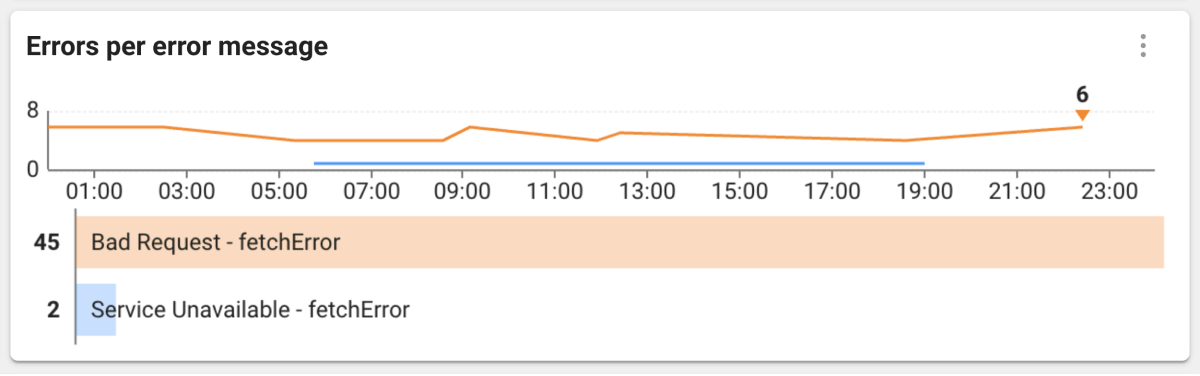 Errors per error message
6
8
0
01:00 03:00 05:00 07:00 09:00 11:00 13:00 15:00 17:00 19:00 21:00 23:00
45 Bad Request - fetchError
2 Service Unavailable - fetchError